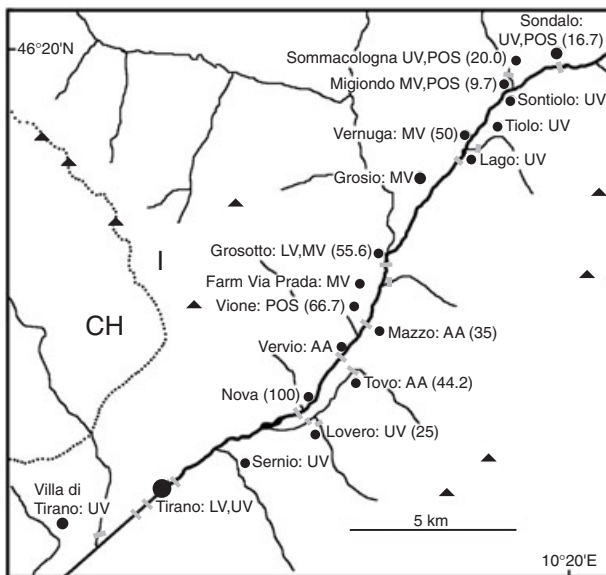 46°20'N
Sondalo:
UV,POS (16.7)
Sommacologna UV,POS (20.0)
Migiondo MV,POS (9.7)
Sontiolo: UV
Vernuga: MV (50)
Tiolo: UV
Lago: UV
Grosio: MV
Grosotto: LV,MV (55.6)
I
Farm Via Prada: MV
CH
Vione: POS (66.7)
Mazzo: AA (35)
Vervio: AA
Tovo: AA (44.2)
Nova (100)
Lovero: UV (25)
Sernio: UV
Villa di
Tirano: UV
Tirano: LV,UV
5 km
10°20'E